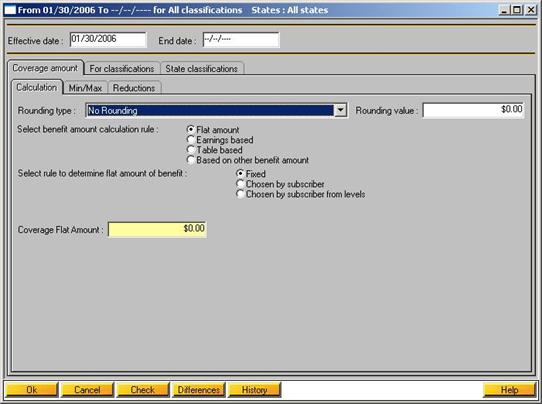 From 01/30/2006 To --/--/---- for All classifications States : All states
Effective date : 01/30/2006 End date : --/--/----
Coverage amount For classifications State classifications
Calculation Min/Max Reductions
Rounding type : No Rounding Rounding value : $0.00
Select benefit amount calculation rule : Flat amount
Earnings based
Table based
Based on other benefit amount
Select rule to determine flat amount of benefit : Fixed
Chosen by subscriber
Chosen by subscriber from levels
Coverage Flat Amount : $0.00
Ok Cancel Check Differences History Help